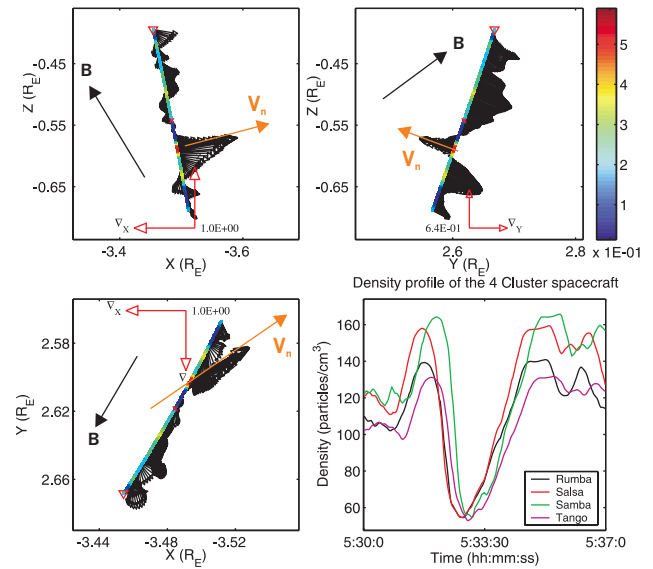 -0.45
-0.55
-0.65
Z (R_E)
B
V_n
∇_X
1.0E+00
-3.4
-3.6
X (R_E)
-0.45
-0.55
-0.65
Z (R_E)
B
V_n
6.4E-01
∇_Y
2.6
2.8
Y (R_E)
5
4
3
2
1
x 1E-01
∇_X
1.0E+00
∇
V_n
B
2.58
2.62
2.66
Y (R_E)
-3.44
-3.48
-3.52
X (R_E)
Density profile of the 4 Cluster spacecraft
160
140
120
100
80
60
Density (particles/cm³)
Rumba
Salsa
Samba
Tango
5:30:0
5:33:30
5:37:0
Time (hh:mm:ss)